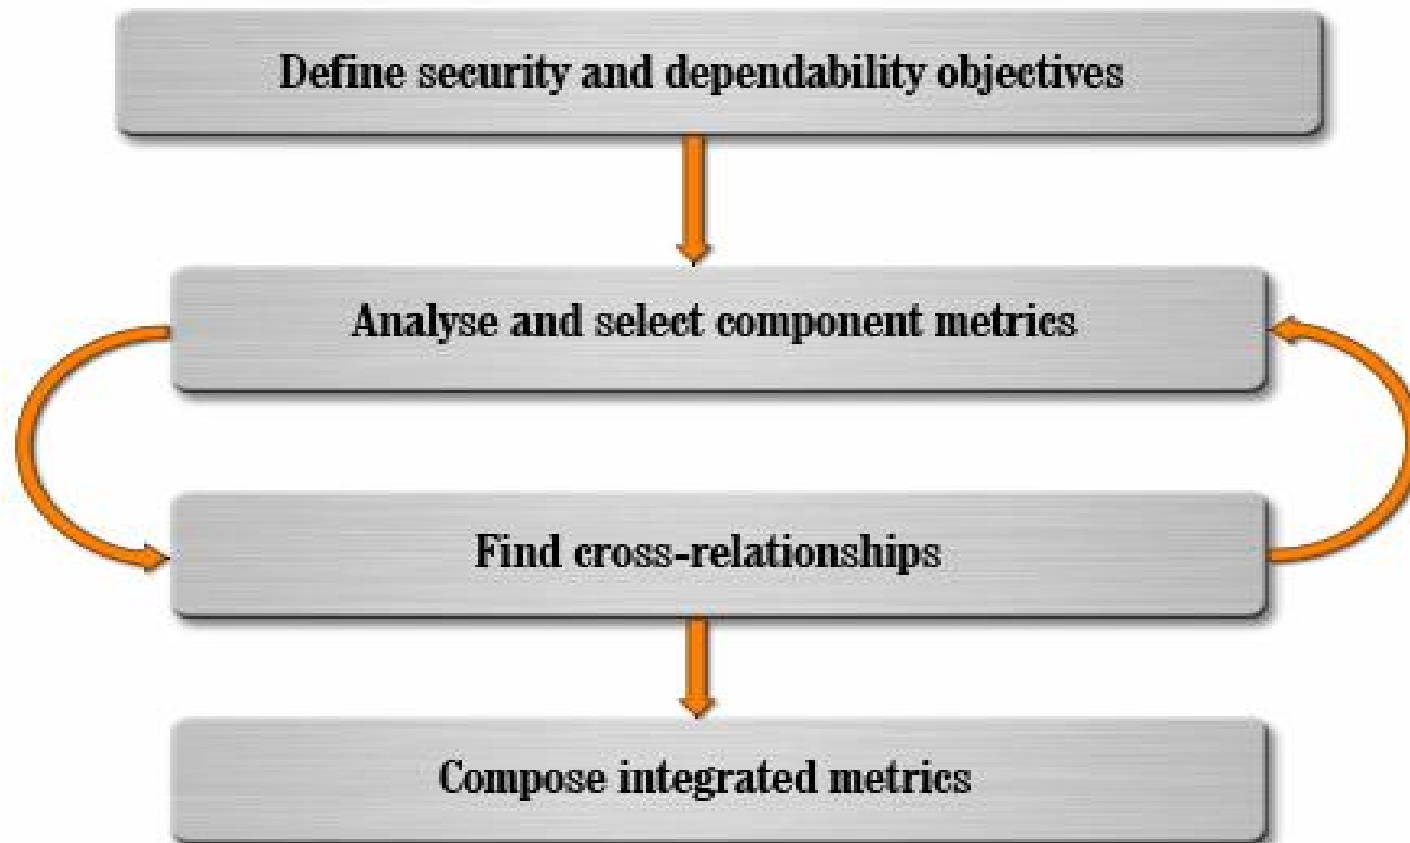 Define security and dependability objectives
Analyse and select component metrics
Find cross-relationships
Compose integrated metrics